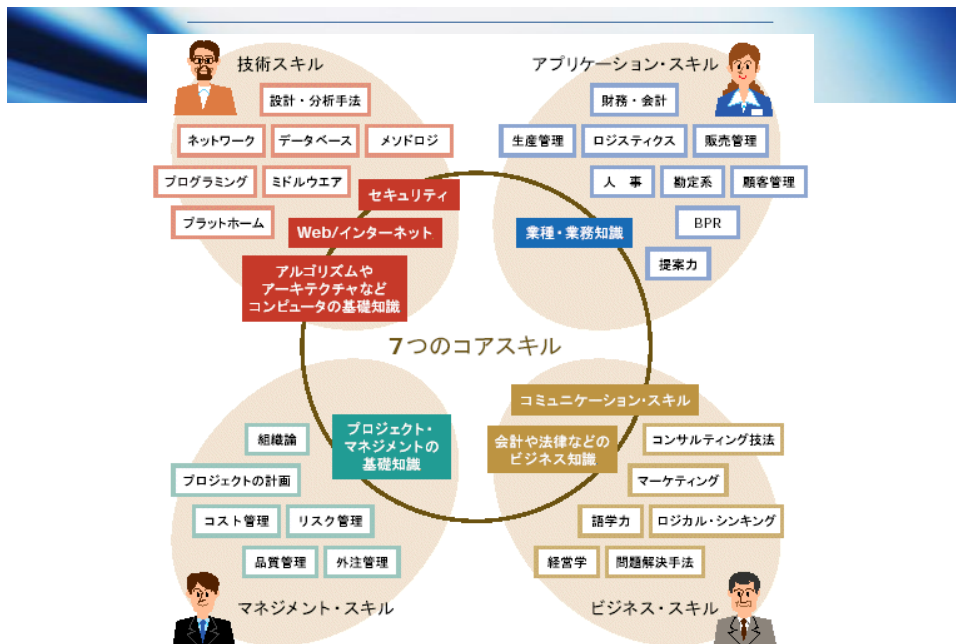 技術スキル
設計・分析手法
ネットワーク
データベース
メソドロジ
プログラミング
ミドルウエア
プラットホーム
セキュリティ
Web/インターネット
アルゴリズムや
アーキテクチャなど
コンピュータの基礎知識
アプリケーション・スキル
財務・会計
生産管理
ロジスティクス
販売管理
人　事
勘定系
顧客管理
BPR
提案力
業種・業務知識
7つのコアスキル
プロジェクト・
マネジメントの
基礎知識
組織論
プロジェクトの計画
コスト管理
リスク管理
品質管理
外注管理
マネジメント・スキル
コミュニケーション・スキル
会計や法律などの
ビジネス知識
コンサルティング技法
マーケティング
語学力
ロジカル・シンキング
経営学
問題解決手法
ビジネス・スキル